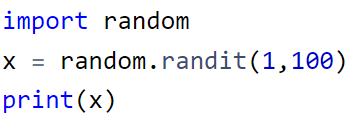 import random
x = random.randit(1,100)
print(x)